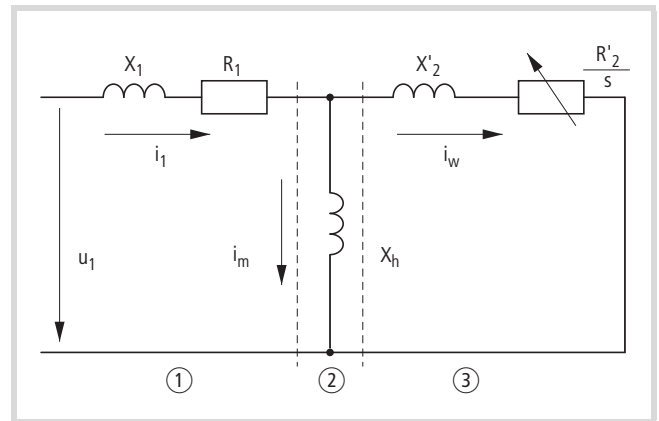 X1 R1 X'2 R'2
s
i1 iw
u1 im Xh
① ② ③